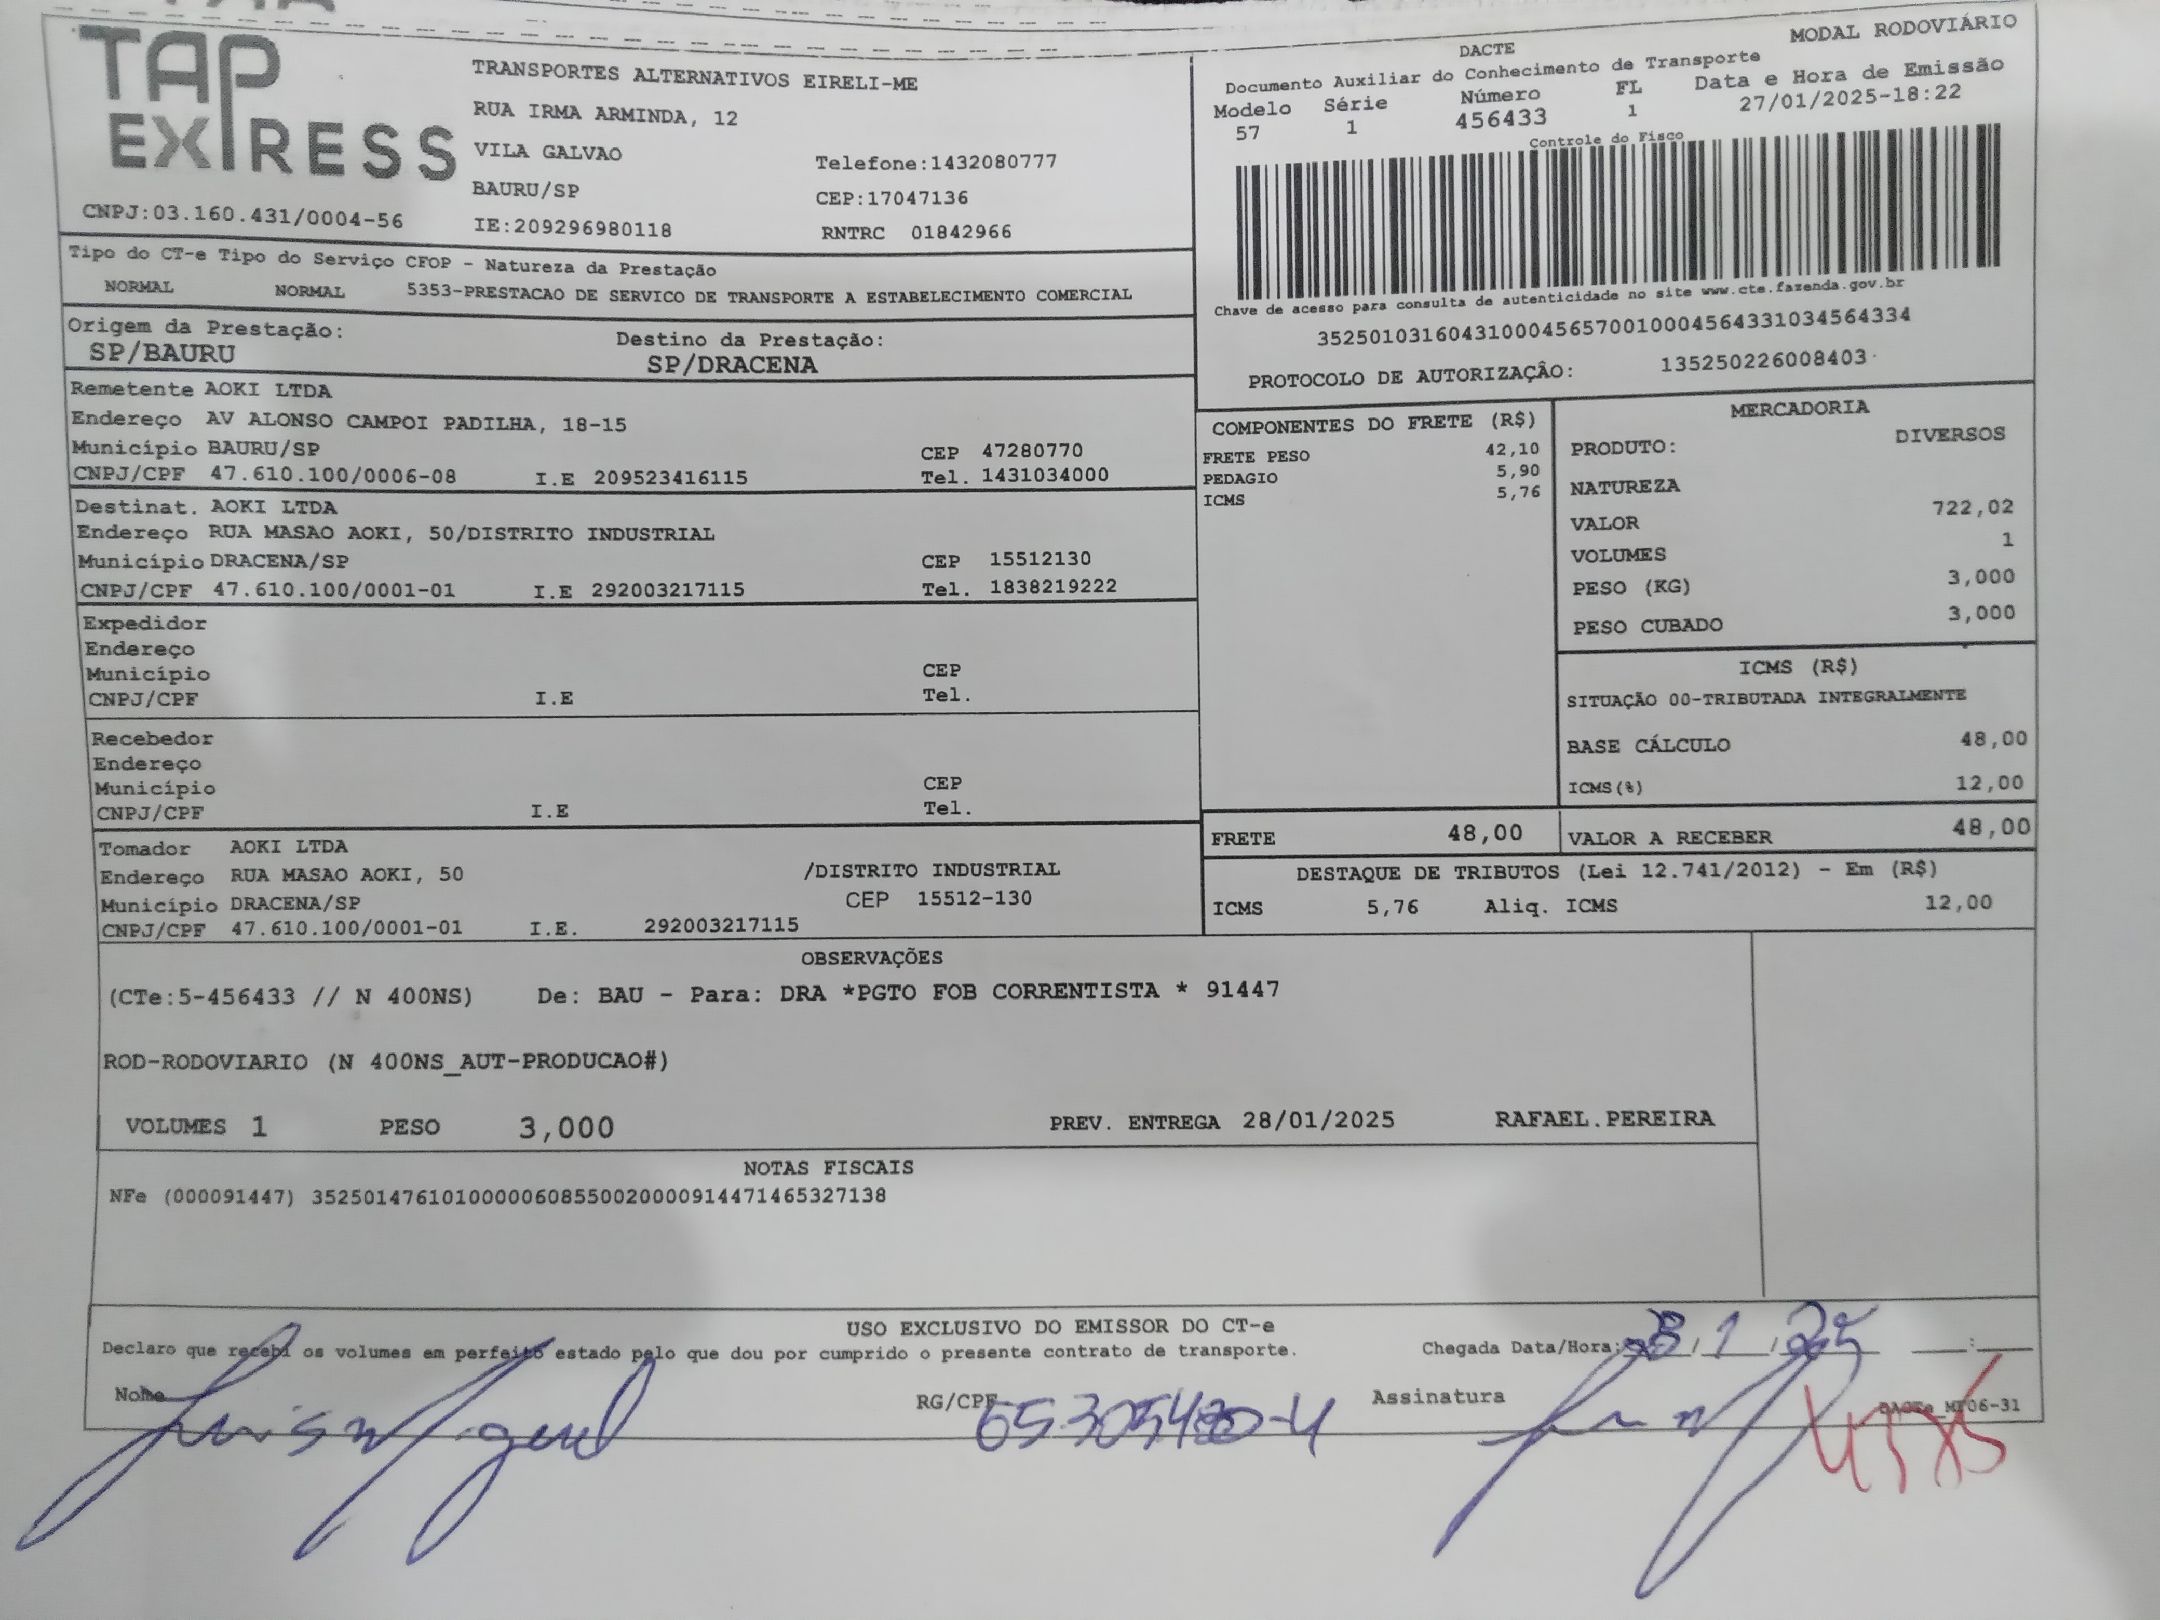 TAP
EXPRESS
CNPJ:03.160.431/0004-56
TRANSPORTES ALTERNATIVOS EIRELI-ME
RUA IRMA ARMINDA, 12
VILA GALVAO Telefone:1432080777
BAURU/SP CEP:17047136
IE:209296980118 RNTRC 01842966
MODAL RODOVIÁRIO
DACTE
Documento Auxiliar do Conhecimento de Transporte
Modelo Série Número FL Data e Hora de Emissão
57 1 456433 1 27/01/2025-18:22
Controle do Fisco
Chave de acesso para consulta de autenticidade no site www.cte.fazenda.gov.br
35250103160431000456570010004564331034564334
PROTOCOLO DE AUTORIZAÇÂO: 135250226008403
Tipo do CT-e Tipo do Serviço CFOP - Natureza da Prestação
NORMAL NORMAL 5353-PRESTACAO DE SERVICO DE TRANSPORTE A ESTABELECIMENTO COMERCIAL
Origem da Prestação: Destino da Prestação:
SP/BAURU SP/DRACENA
Remetente AOKI LTDA
Endereço AV ALONSO CAMPOI PADILHA, 18-15
Município BAURU/SP CEP 47280770
CNPJ/CPF 47.610.100/0006-08 I.E 209523416115 Tel. 1431034000
Destinat. AOKI LTDA
Endereço RUA MASAO AOKI, 50/DISTRITO INDUSTRIAL
Município DRACENA/SP CEP 15512130
CNPJ/CPF 47.610.100/0001-01 I.E 292003217115 Tel. 1838219222
Expedidor
Endereço
Município CEP
CNPJ/CPF I.E Tel.
Recebedor
Endereço
Município CEP
CNPJ/CPF I.E Tel.
Tomador AOKI LTDA
Endereço RUA MASAO AOKI, 50 /DISTRITO INDUSTRIAL
Município DRACENA/SP CEP 15512-130
CNPJ/CPF 47.610.100/0001-01 I.E. 292003217115
COMPONENTES DO FRETE (R$)
FRETE PESO 42,10
PEDAGIO 5,90
ICMS 5,76
MERCADORIA
PRODUTO: DIVERSOS
NATUREZA
VALOR 722,02
VOLUMES 1
PESO (KG) 3,000
PESO CUBADO 3,000
ICMS (R$)
SITUAÇÃO 00-TRIBUTADA INTEGRALMENTE
BASE CÁLCULO 48,00
ICMS(%) 12,00
FRETE 48,00 VALOR A RECEBER 48,00
DESTAQUE DE TRIBUTOS (Lei 12.741/2012) - Em (R$)
ICMS 5,76 Aliq. ICMS 12,00
OBSERVAÇÕES
(CTe:5-456433 // N 400NS) De: BAU - Para: DRA *PGTO FOB CORRENTISTA * 91447
ROD-RODOVIARIO (N 400NS_AUT-PRODUCAO#)
VOLUMES 1 PESO 3,000 PREV. ENTREGA 28/01/2025 RAFAEL.PEREIRA
NOTAS FISCAIS
NFe (000091447) 35250147610100000608550020000914471465327138
USO EXCLUSIVO DO EMISSOR DO CT-e
Declaro que recebi os volumes em perfeito estado pelo que dou por cumprido o presente contrato de transporte. Chegada Data/Hora: 28/1/25 :
Nome Luis Miguel RG/CPF Assinatura